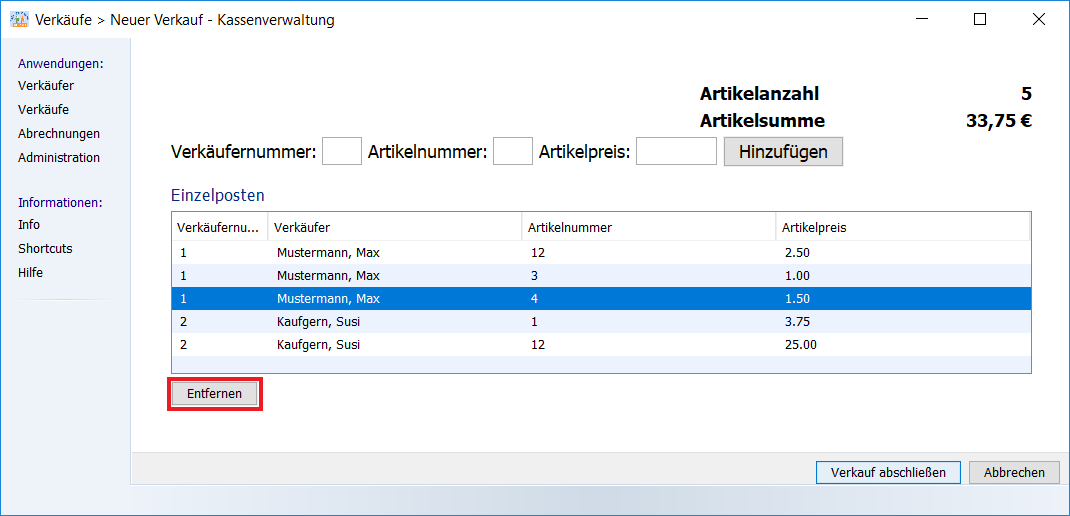 Verkäufe > Neuer Verkauf - Kassenverwaltung
Anwendungen:
Verkäufer
Verkäufe
Abrechnungen
Administration
Informationen:
Info
Shortcuts
Hilfe
Artikelanzahl 5
Artikelsumme 33,75 €
Verkäufernummer: Artikelnummer: Artikelpreis: Hinzufügen
Einzelposten
Verkäufernu... Verkäufer Artikelnummer Artikelpreis
1 Mustermann, Max 12 2.50
1 Mustermann, Max 3 1.00
1 Mustermann, Max 4 1.50
2 Kaufgern, Susi 1 3.75
2 Kaufgern, Susi 12 25.00
Entfernen
Verkauf abschließen Abbrechen